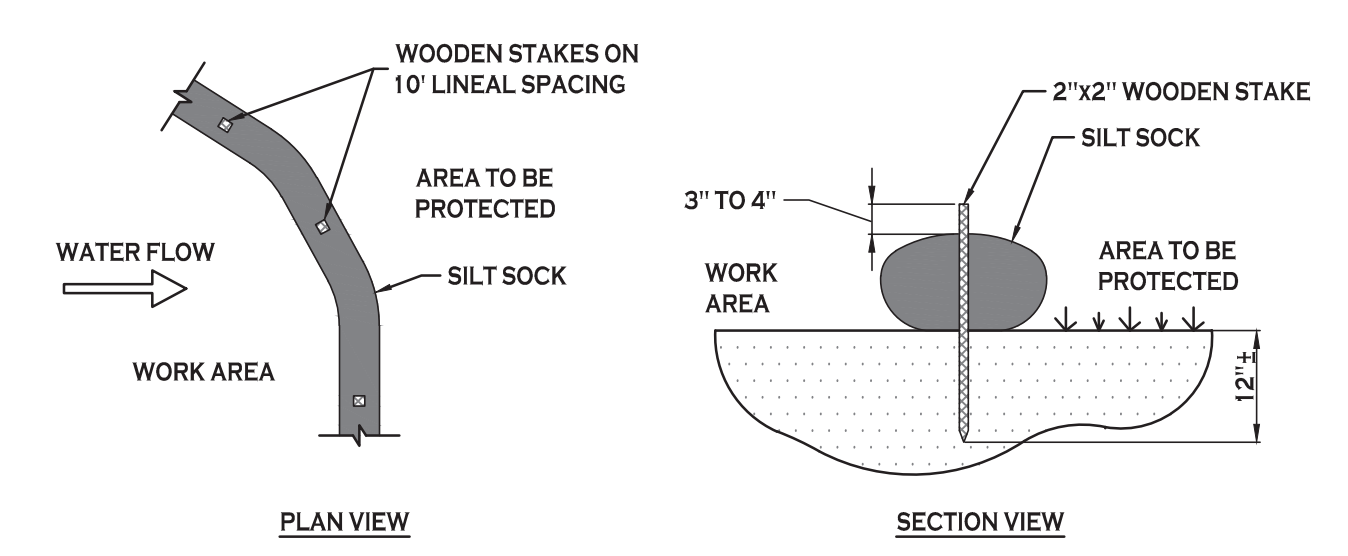 WOODEN STAKES ON
10' LINEAL SPACING
AREA TO BE
PROTECTED
WATER FLOW
SILT SOCK
WORK AREA
PLAN VIEW
2"x2" WOODEN STAKE
SILT SOCK
3" TO 4"
WORK
AREA
AREA TO BE
PROTECTED
12"±
SECTION VIEW